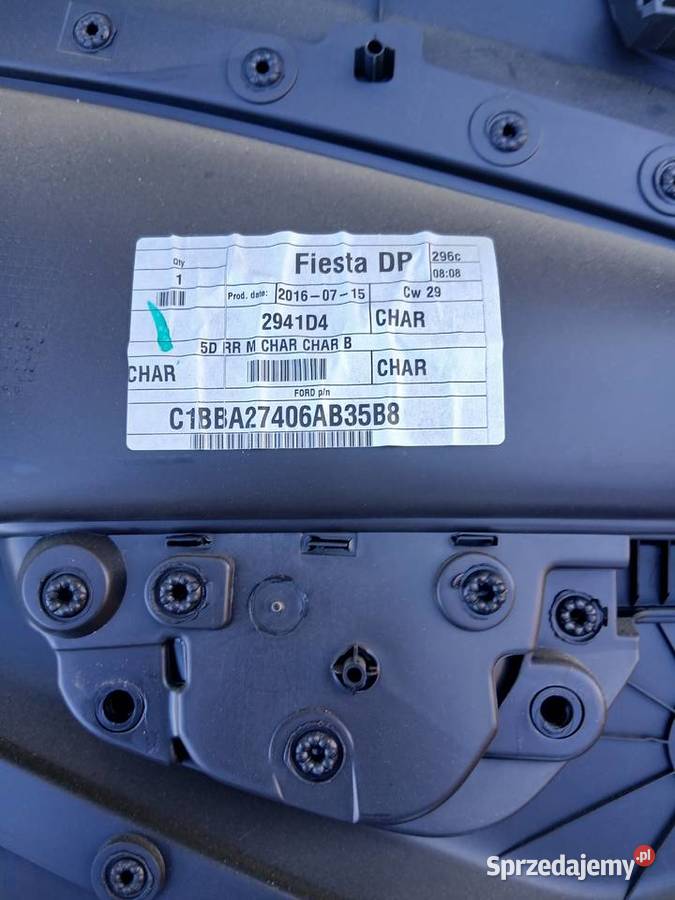 Qty
1
Fiesta DP
296c
08:08
Prod. date:
2016-07-15
Cw 29
2941D4
CHAR
5D RR M CHAR CHAR B
CHAR
CHAR
FORD p/n
C1BBA27406AB35B8
Sprzedajemy.pl